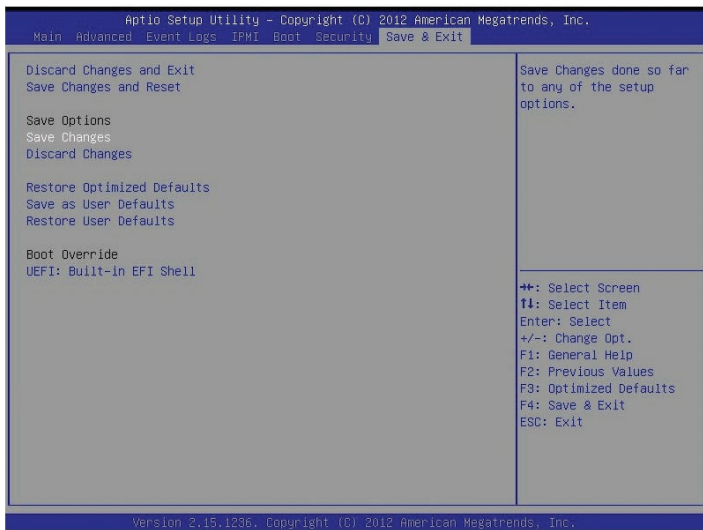 Aptio Setup Utility – Copyright (C) 2012 American Megatrends, Inc.
Main Advanced Event Logs IPMI Boot Security Save & Exit
Discard Changes and Exit
Save Changes and Reset
Save Options
Save Changes
Discard Changes
Restore Optimized Defaults
Save as User Defaults
Restore User Defaults
Boot Override
UEFI: Built-in EFI Shell
Save Changes done so far
to any of the setup
options.
→←: Select Screen
↑↓: Select Item
Enter: Select
+/-: Change Opt.
F1: General Help
F2: Previous Values
F3: Optimized Defaults
F4: Save & Exit
ESC: Exit
Version 2.15.1236. Copyright (C) 2012 American Megatrends, Inc.